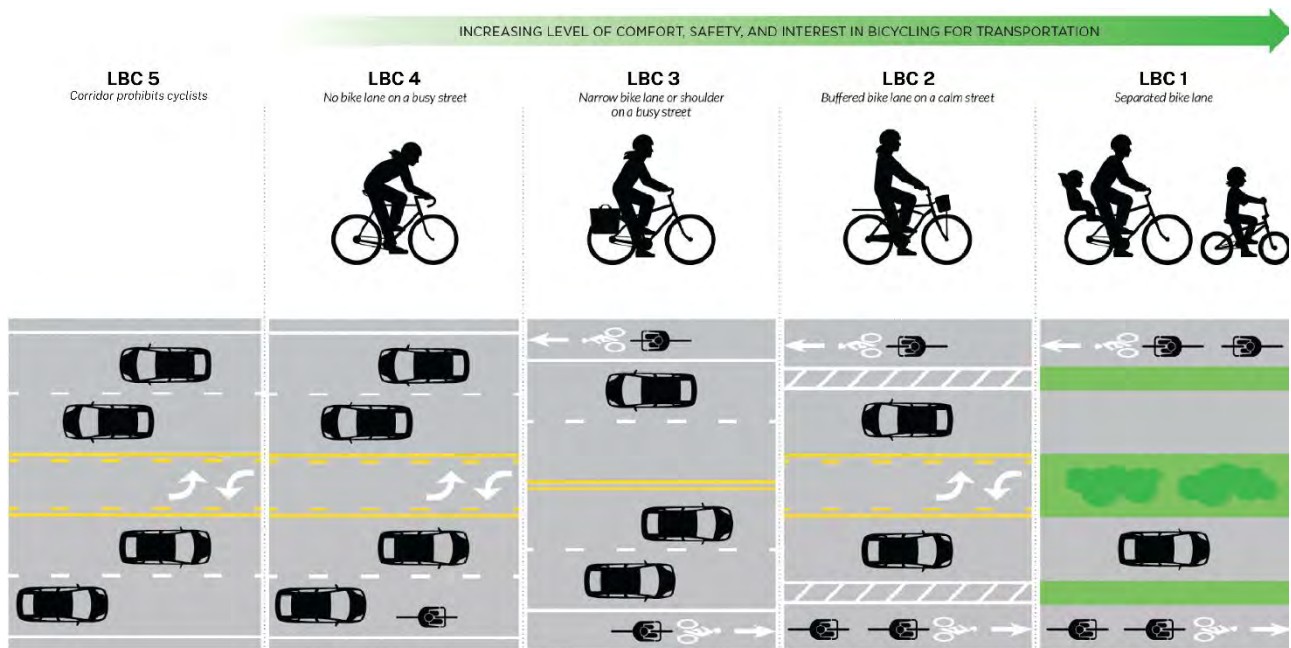 INCREASING LEVEL OF COMFORT, SAFETY, AND INTEREST IN BICYCLING FOR TRANSPORTATION
LBC 5
Corridor prohibits cyclists
LBC 4
No bike lane on a busy street
LBC 3
Narrow bike lane or shoulder
on a busy street
LBC 2
Buffered bike lane on a calm street
LBC 1
Separated bike lane